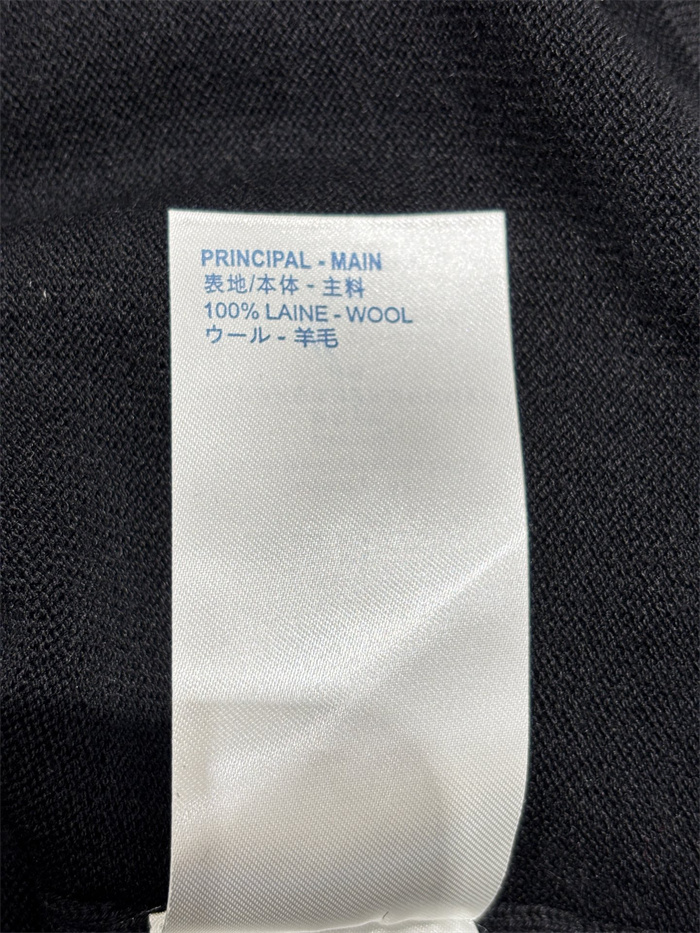 PRINCIPAL - MAIN
表地/本体 - 主料
100% LAINE - WOOL
ウール - 羊毛